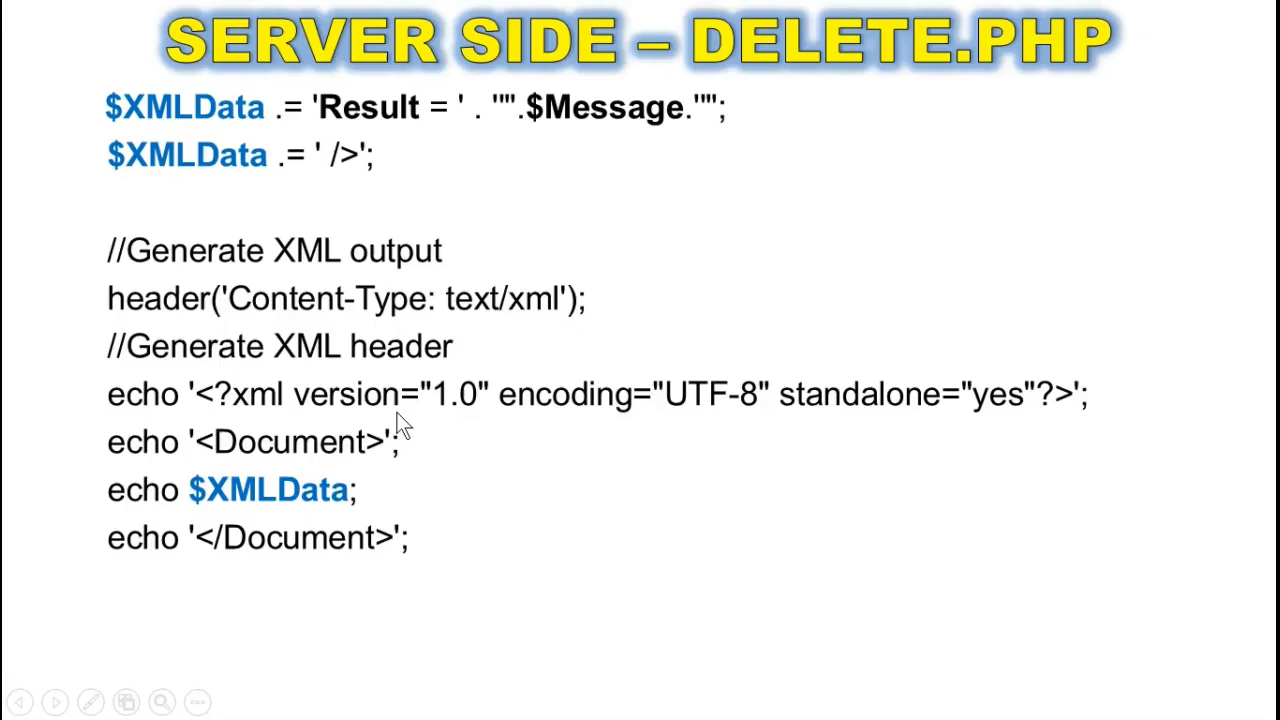 SERVER SIDE – DELETE.PHP
$XMLData .= 'Result = ' . '"'.$Message.'"';
$XMLData .= ' />';
//Generate XML output
header('Content-Type: text/xml');
//Generate XML header
echo '<?xml version="1.0" encoding="UTF-8" standalone="yes"?>';
echo '<Document>';
echo $XMLData;
echo '</Document>';